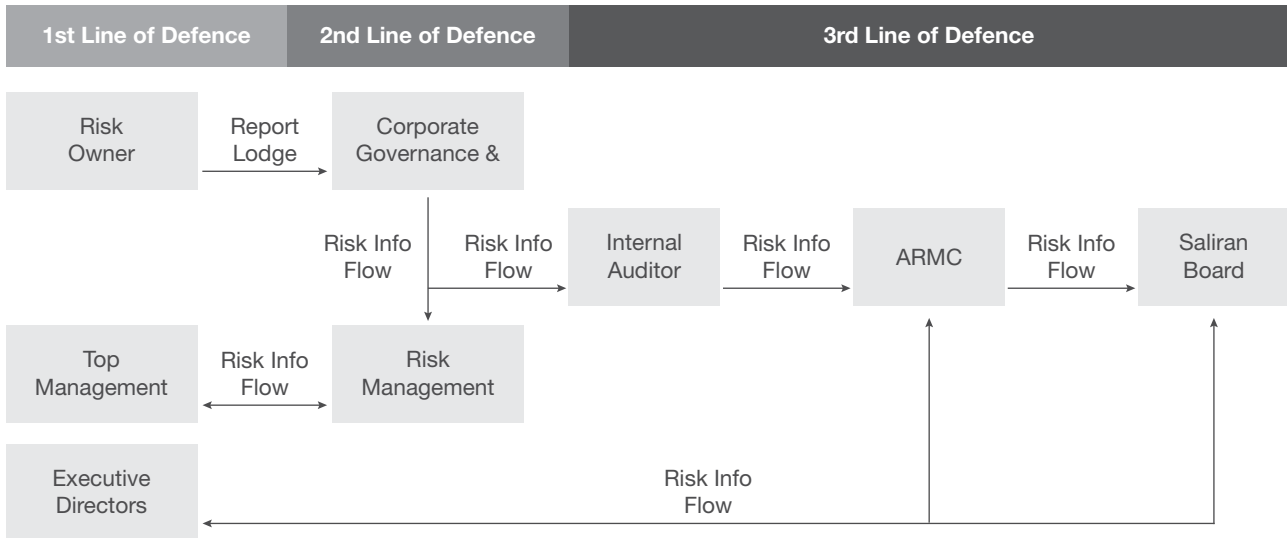 1st Line of Defence
2nd Line of Defence
3rd Line of Defence
Risk
Owner
Report
Lodge
Corporate
Governance &
Risk Info
Flow
Risk Info
Flow
Internal
Auditor
Risk Info
Flow
ARMC
Risk Info
Flow
Saliran
Board
Top
Management
Risk Info
Flow
Risk
Management
Executive
Directors
Risk Info
Flow